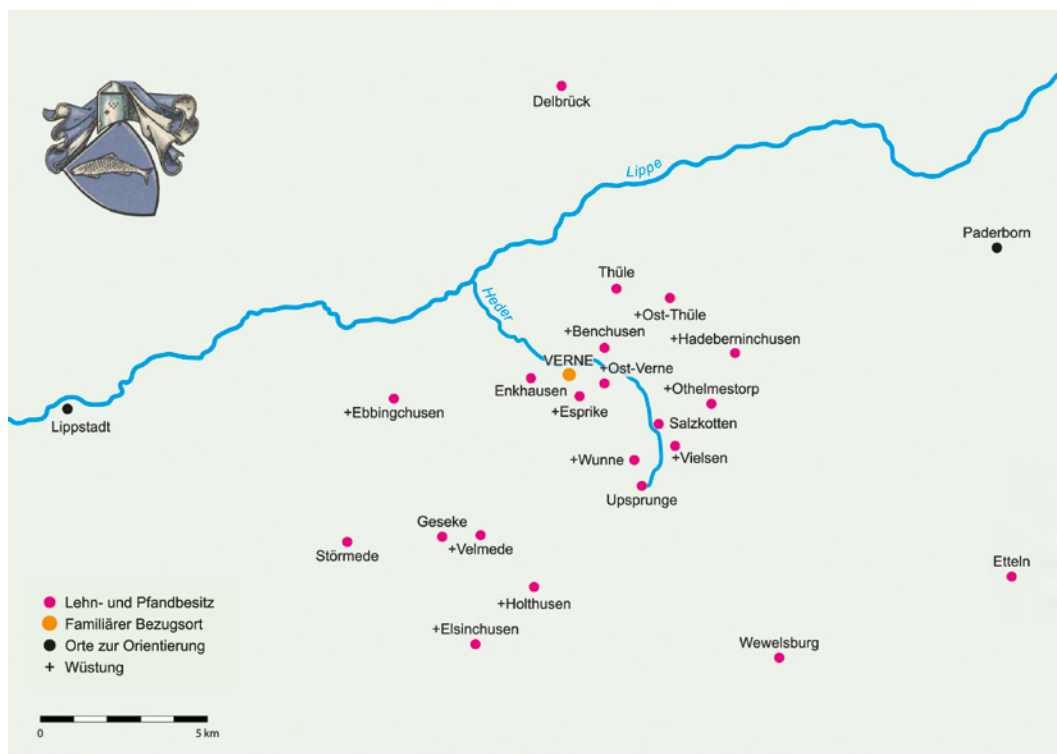 Delbrück
Lippe
Paderborn
Thüle
Heder
+Ost-Thüle
+Benchusen
+Hadeberninchusen
VERNE
+Ost-Verne
Enkhausen
+Othelmestorp
+Esprike
+Ebbingchusen
Lippstadt
Salzkotten
+Wunne
+Vielsen
Upsprunge
Geseke
+Velmede
Störmede
Etteln
+Holthusen
+Elsinchusen
Wewelsburg
Lehn- und Pfandbesitz
Familiärer Bezugsort
Orte zur Orientierung
+ Wüstung
0 5 km